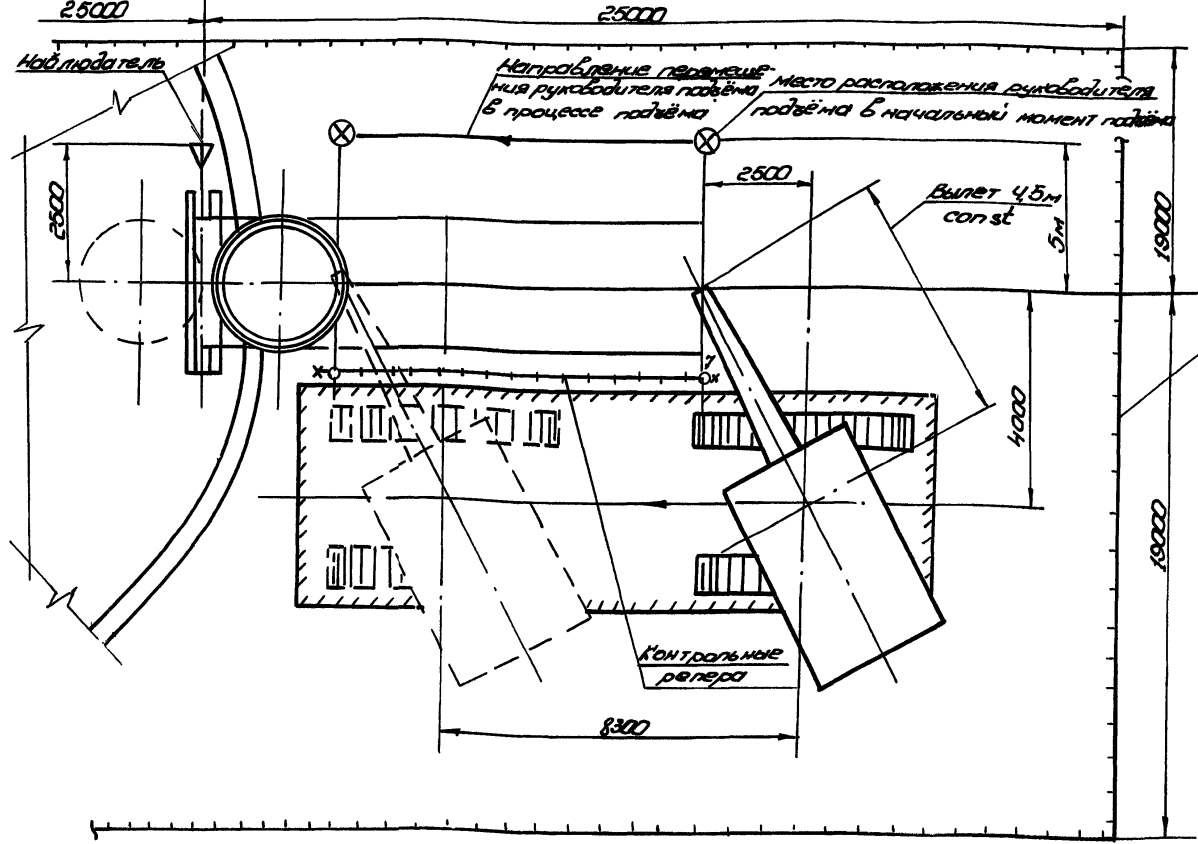 25000
25000
Наблюдатель
Направление перемеще-
ния руководителя подъёма
в процессе подъёма
Место расположения руководителя
подъёма в начальный момент подъёма
2500
2500
Вылет 4,5м
const
5м
19000
4000
19000
x
7
x
Контрольные
репера
8300